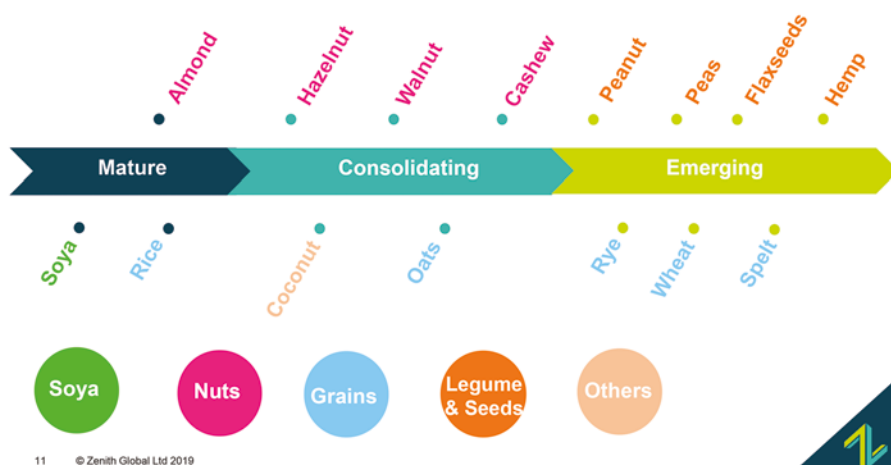 Almond
Hazelnut
Walnut
Cashew
Peanut
Peas
Flaxseeds
Hemp
Mature
Consolidating
Emerging
Soya
Rice
Coconut
Oats
Rye
Wheat
Spelt
Soya
Nuts
Grains
Legume
& Seeds
Others
11 © Zenith Global Ltd 2019